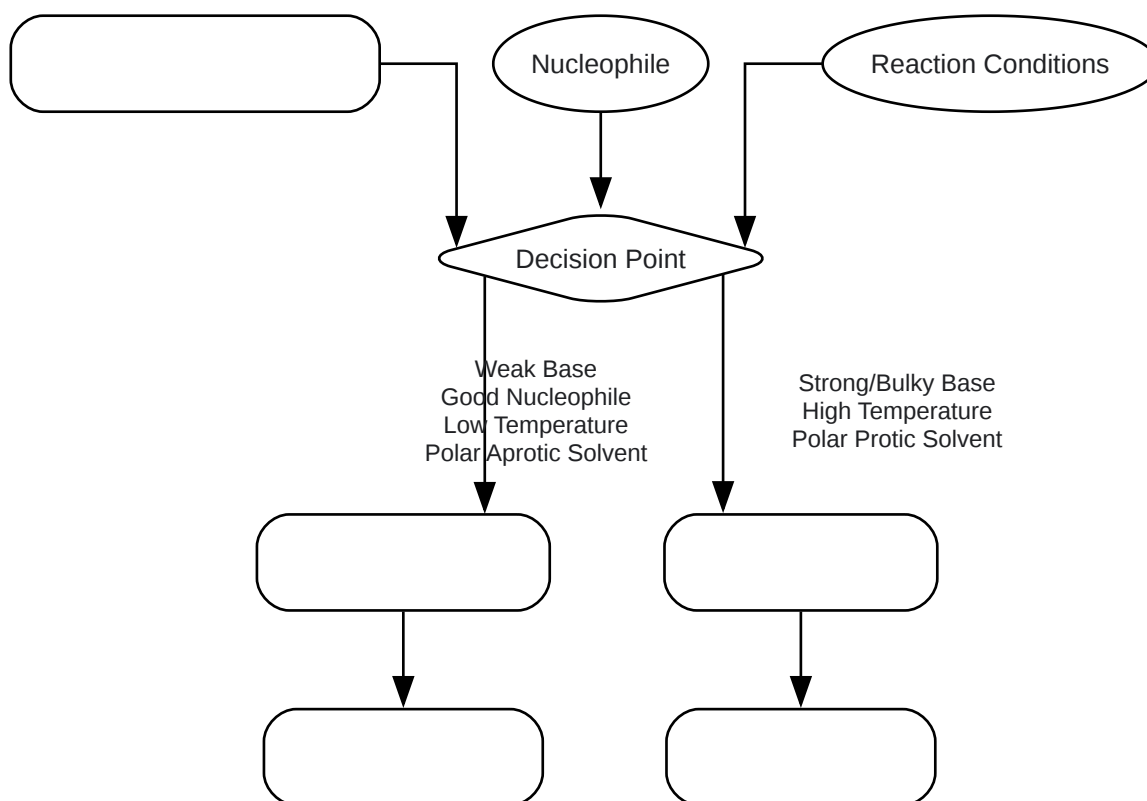 Nucleophile
Reaction Conditions
Decision Point
Weak Base
Good Nucleophile
Low Temperature
Polar Aprotic Solvent
Strong/Bulky Base
High Temperature
Polar Protic Solvent